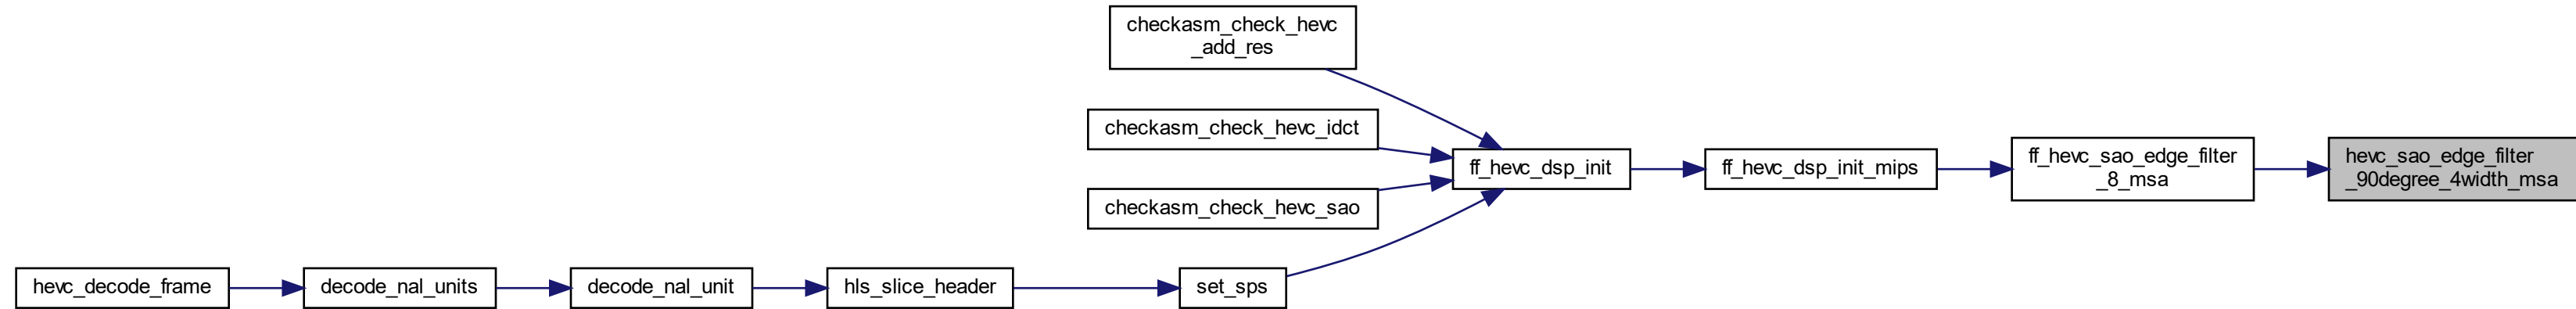 checkasm_check_hevc
_add_res
checkasm_check_hevc_idct
ff_hevc_dsp_init
ff_hevc_dsp_init_mips
ff_hevc_sao_edge_filter
_8_msa
hevc_sao_edge_filter
_90degree_4width_msa
checkasm_check_hevc_sao
hevc_decode_frame
decode_nal_units
decode_nal_unit
hls_slice_header
set_sps